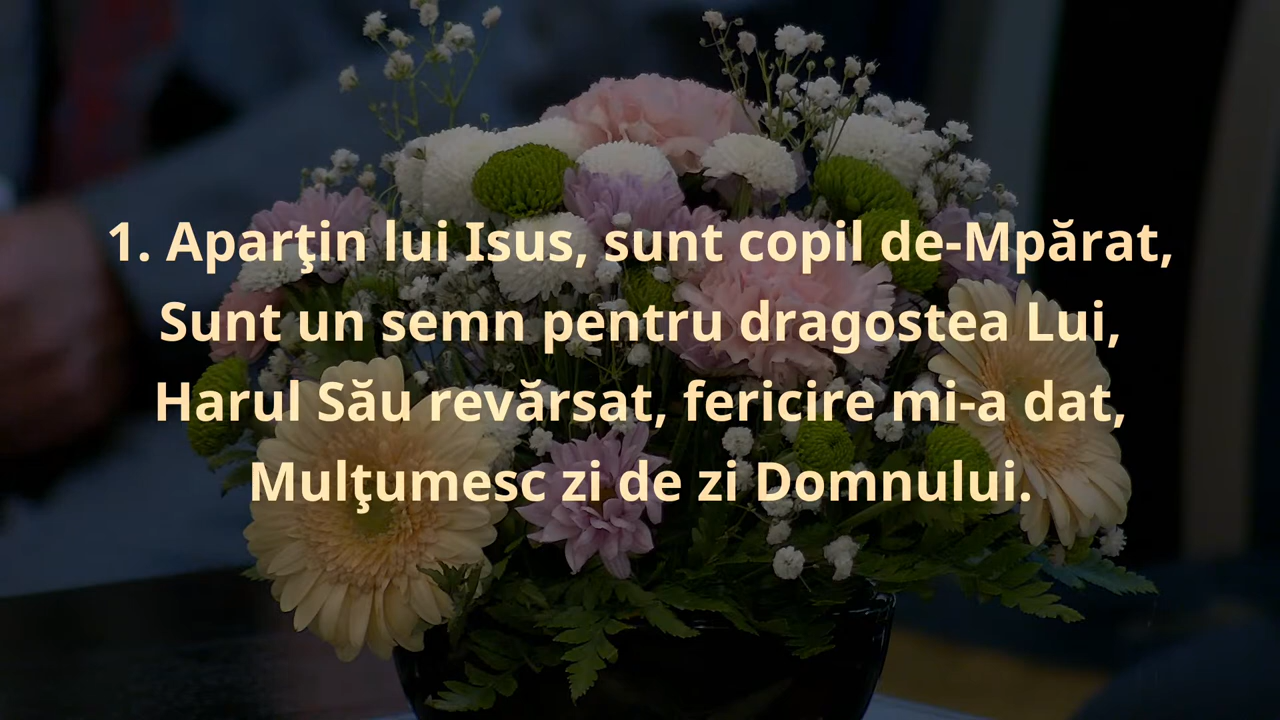 1. Aparţin lui Isus, sunt copil de-Mpărat,
Sunt un semn pentru dragostea Lui,
Harul Său revărsat, fericire mi-a dat,
Mulţumesc zi de zi Domnului.